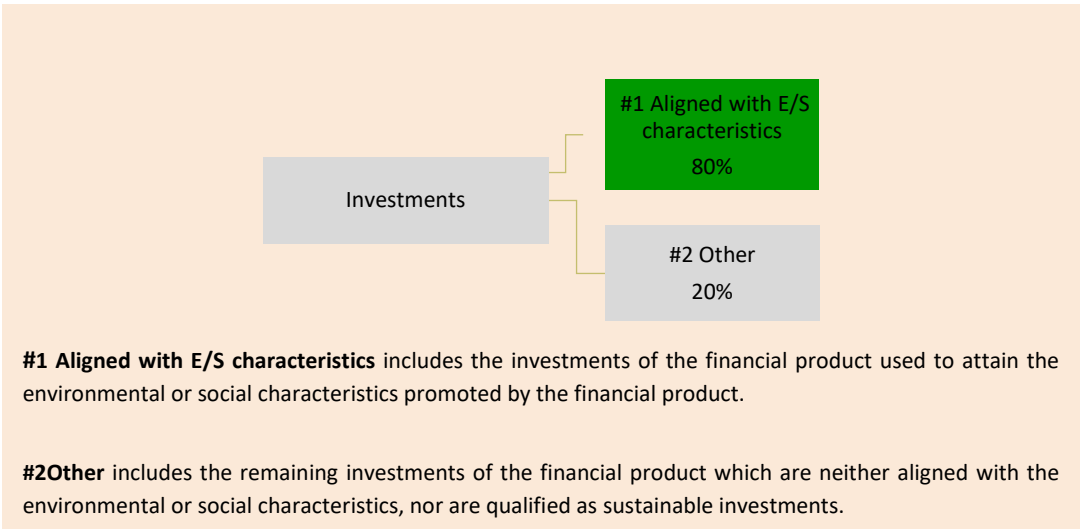 #1 Aligned with E/S
characteristics
80%
Investments
#2 Other
20%
#1 Aligned with E/S characteristics includes the investments of the financial product used to attain the
environmental or social characteristics promoted by the financial product.
#2Other includes the remaining investments of the financial product which are neither aligned with the
environmental or social characteristics, nor are qualified as sustainable investments.